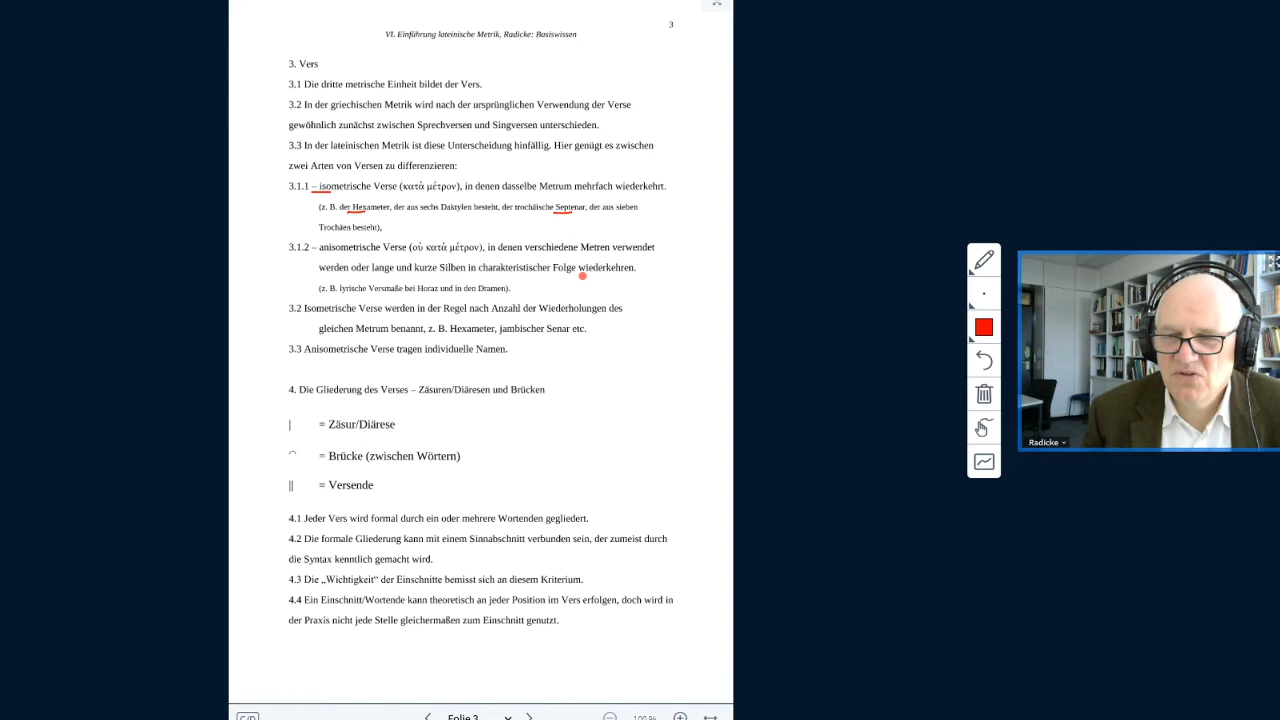 3
VL Einführung lateinische Metrik, Radicke: Basiswissen
3. Vers
3.1 Die dritte metrische Einheit bildet der Vers.
3.2 In der griechischen Metrik wird nach der ursprünglichen Verwendung der Verse
gewöhnlich zunächst zwischen Sprechversen und Singversen unterschieden.
3.3 In der lateinischen Metrik ist diese Unterscheidung hinfällig. Hier genügt es zwischen
zwei Arten von Versen zu differenzieren:
3.1.1 – isometrische Verse (κατὰ μέτρον), in denen dasselbe Metrum mehrfach wiederkehrt.
(z. B. der Hexameter, der aus sechs Daktylen besteht, der trochäische Septenar, der aus sieben
Trochäen besteht),
3.1.2 – anisometrische Verse (οὐ κατὰ μέτρον), in denen verschiedene Metren verwendet
werden oder lange und kurze Silben in charakteristischer Folge wiederkehren.
(z. B. lyrische Versmaße bei Horaz und in den Dramen).
3.2 Isometrische Verse werden in der Regel nach Anzahl der Wiederholungen des
gleichen Metrum benannt, z. B. Hexameter, jambischer Senar etc.
3.3 Anisometrische Verse tragen individuelle Namen.
4. Die Gliederung des Verses – Zäsuren/Diäresen und Brücken
| = Zäsur/Diärese
◠ = Brücke (zwischen Wörtern)
|| = Versende
4.1 Jeder Vers wird formal durch ein oder mehrere Wortenden gegliedert.
4.2 Die formale Gliederung kann mit einem Sinnabschnitt verbunden sein, der zumeist durch
die Syntax kenntlich gemacht wird.
4.3 Die „Wichtigkeit“ der Einschnitte bemisst sich an diesem Kriterium.
4.4 Ein Einschnitt/Wortende kann theoretisch an jeder Position im Vers erfolgen, doch wird in
der Praxis nicht jede Stelle gleichermaßen zum Einschnitt genutzt.
Radicke
Folie 3
100 %